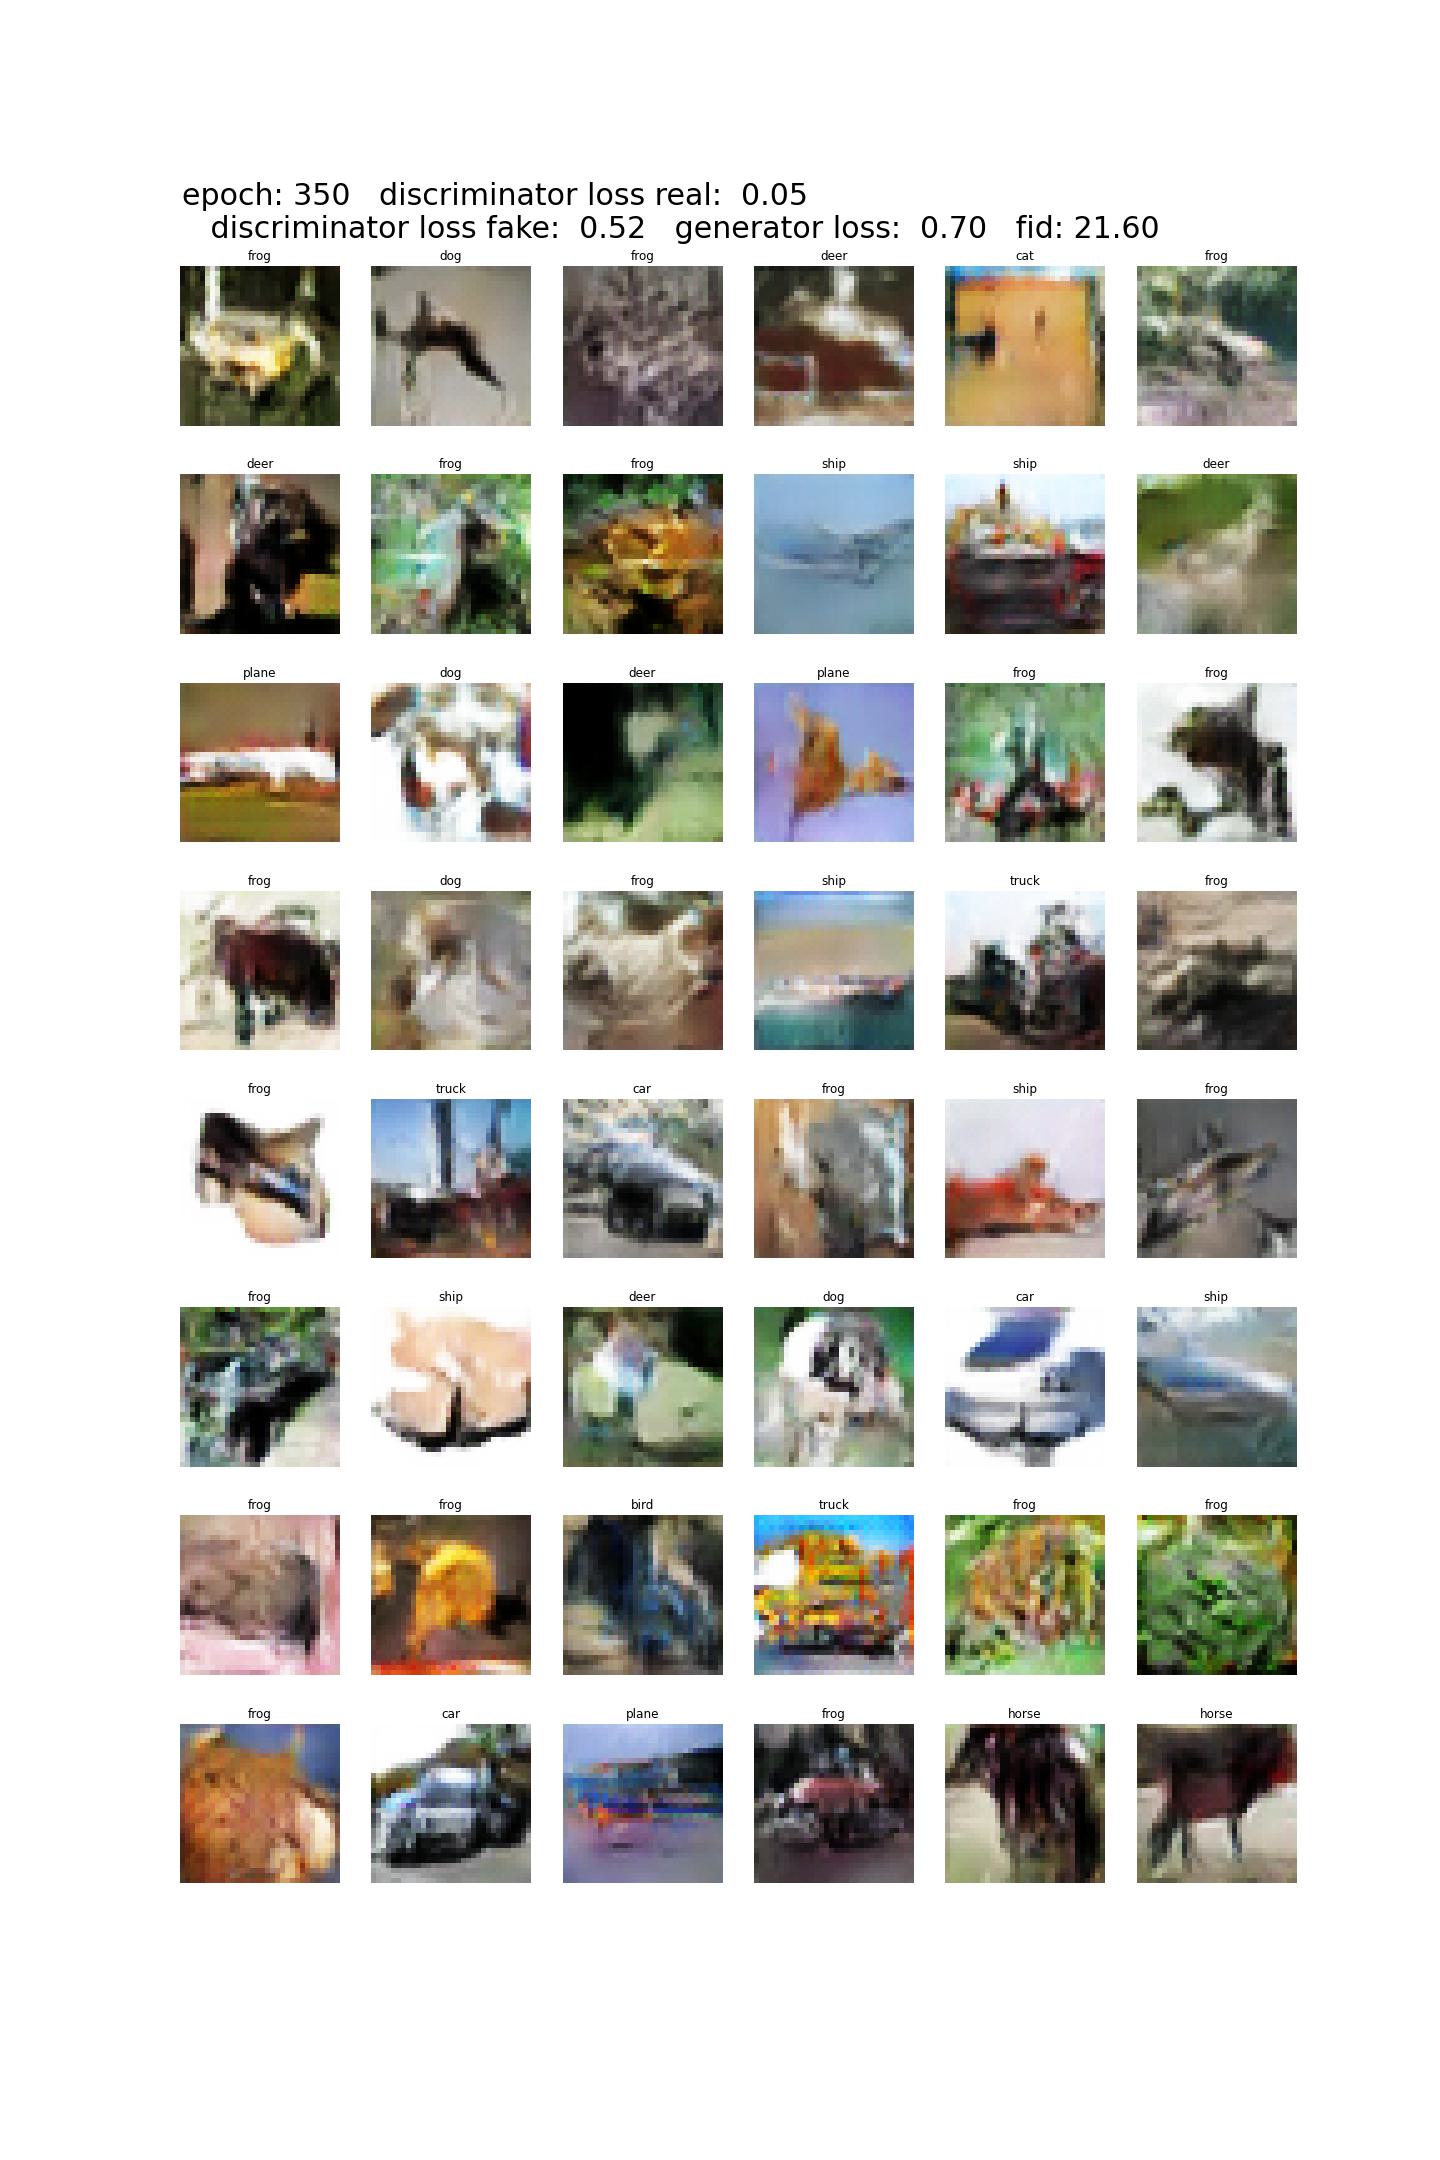 epoch: 350 discriminator loss real: 0.05
discriminator loss fake: 0.52 generator loss: 0.70 fid: 21.60
frog dog frog deer cat frog
deer frog frog ship ship deer
plane dog deer plane frog frog
frog dog frog ship truck frog
frog truck car frog ship frog
frog ship deer dog car ship
frog frog bird truck frog frog
frog car plane frog horse horse